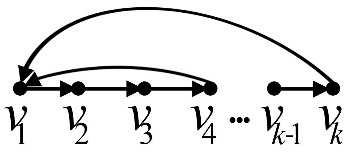 v₁ v₂ v₃ v₄ ... vₖ₋₁ vₖ